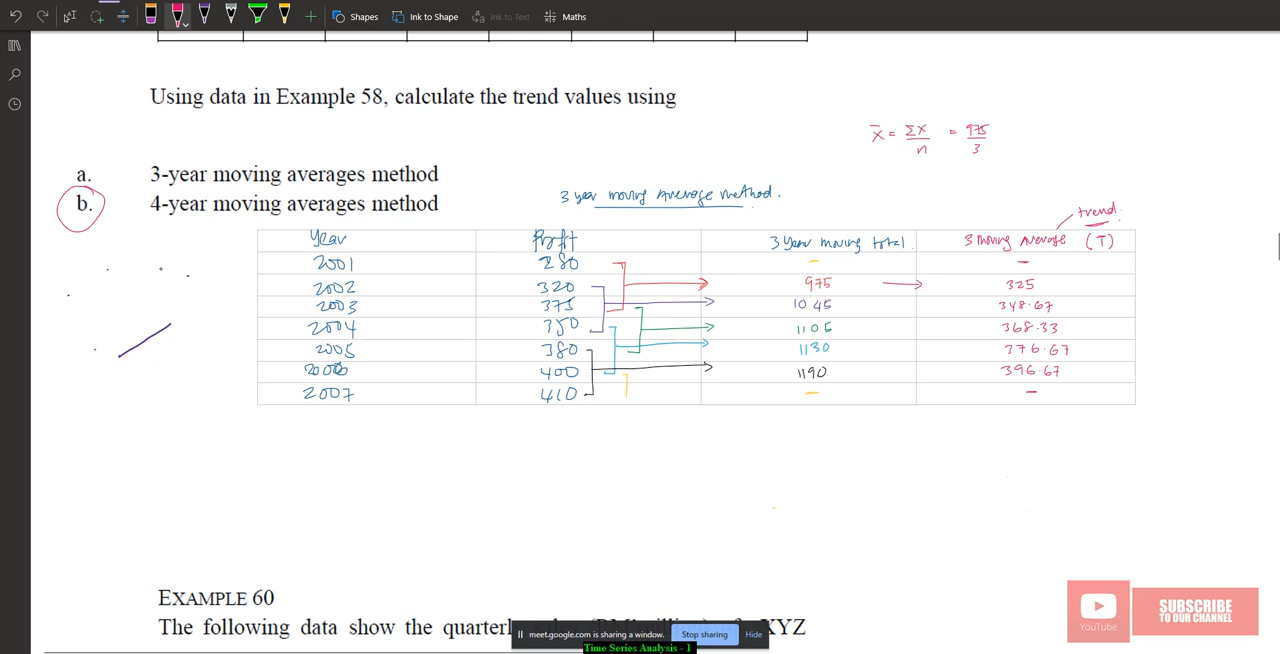 Shapes Ink to Shape Ink to Text Maths
Using data in Example 58, calculate the trend values using
X̄ = ΣX/n = 975/3
a. 3-year moving averages method
b. 4-year moving averages method
3 year moving Average method.
trend.
Year Profit 3 Year moving total 3 moving Average (T)
2001 280 – –
2002 320 975 325
2003 375 1045 348.67
2004 350 1105 368.33
2005 380 1130 376.67
2006 400 1190 396.67
2007 410 – –
EXAMPLE 60
The following data show the quarterly XYZ
meet.google.com is sharing a window. Stop sharing Hide
Time Series Analysis - 1
YouTube
SUBSCRIBE
TO OUR CHANNEL